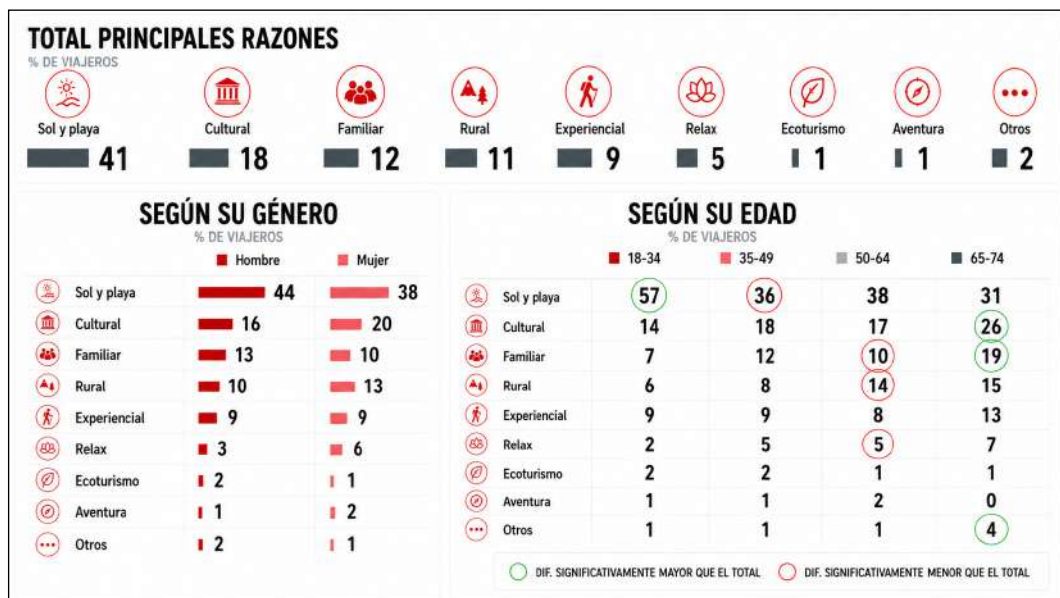 TOTAL PRINCIPALES RAZONES
% DE VIAJEROS
Sol y playa Cultural Familiar Rural Experiencial Relax Ecoturismo Aventura Otros
41 18 12 11 9 5 1 1 2
SEGÚN SU GÉNERO
% DE VIAJEROS
Hombre Mujer
Sol y playa 44 38
Cultural 16 20
Familiar 13 10
Rural 10 13
Experiencial 9 9
Relax 3 6
Ecoturismo 2 1
Aventura 1 2
Otros 2 1
SEGÚN SU EDAD
% DE VIAJEROS
18-34 35-49 50-64 65-74
Sol y playa 57 36 38 31
Cultural 14 18 17 26
Familiar 7 12 10 19
Rural 6 8 14 15
Experiencial 9 9 8 13
Relax 2 5 5 7
Ecoturismo 2 2 1 1
Aventura 1 1 2 0
Otros 1 1 1 4
DIF. SIGNIFICATIVAMENTE MAYOR QUE EL TOTAL DIF. SIGNIFICATIVAMENTE MENOR QUE EL TOTAL